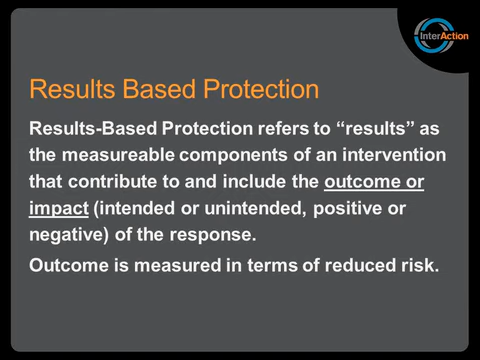 InterAction
Results Based Protection
Results-Based Protection refers to “results” as
the measureable components of an intervention
that contribute to and include the outcome or
impact (intended or unintended, positive or
negative) of the response.
Outcome is measured in terms of reduced risk.